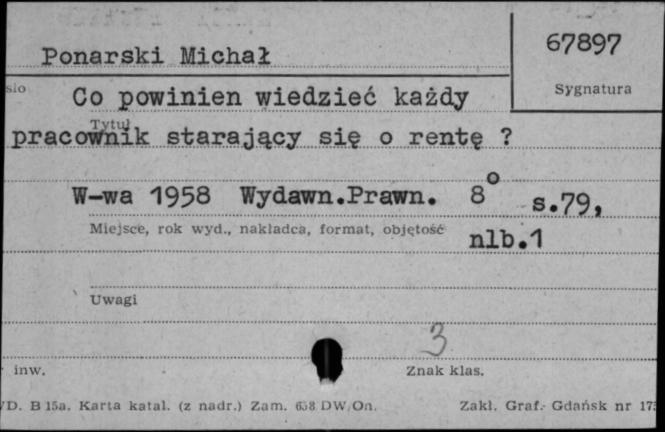 67897
Ponarski Michał
Sygnatura
Co powinien wiedzieć każdy
Tytuł
pracownik starający się o rentę ?
W-wa 1958 Wydawn.Prawn. 8° s.79,
Miejsce, rok wyd., nakładca, format, objętość
nlb.1
Uwagi
3
inw.
Znak klas.
D. B 15a. Karta katal. (z nadr.) Zam. 658 DW/On. Zakł. Graf. Gdańsk nr